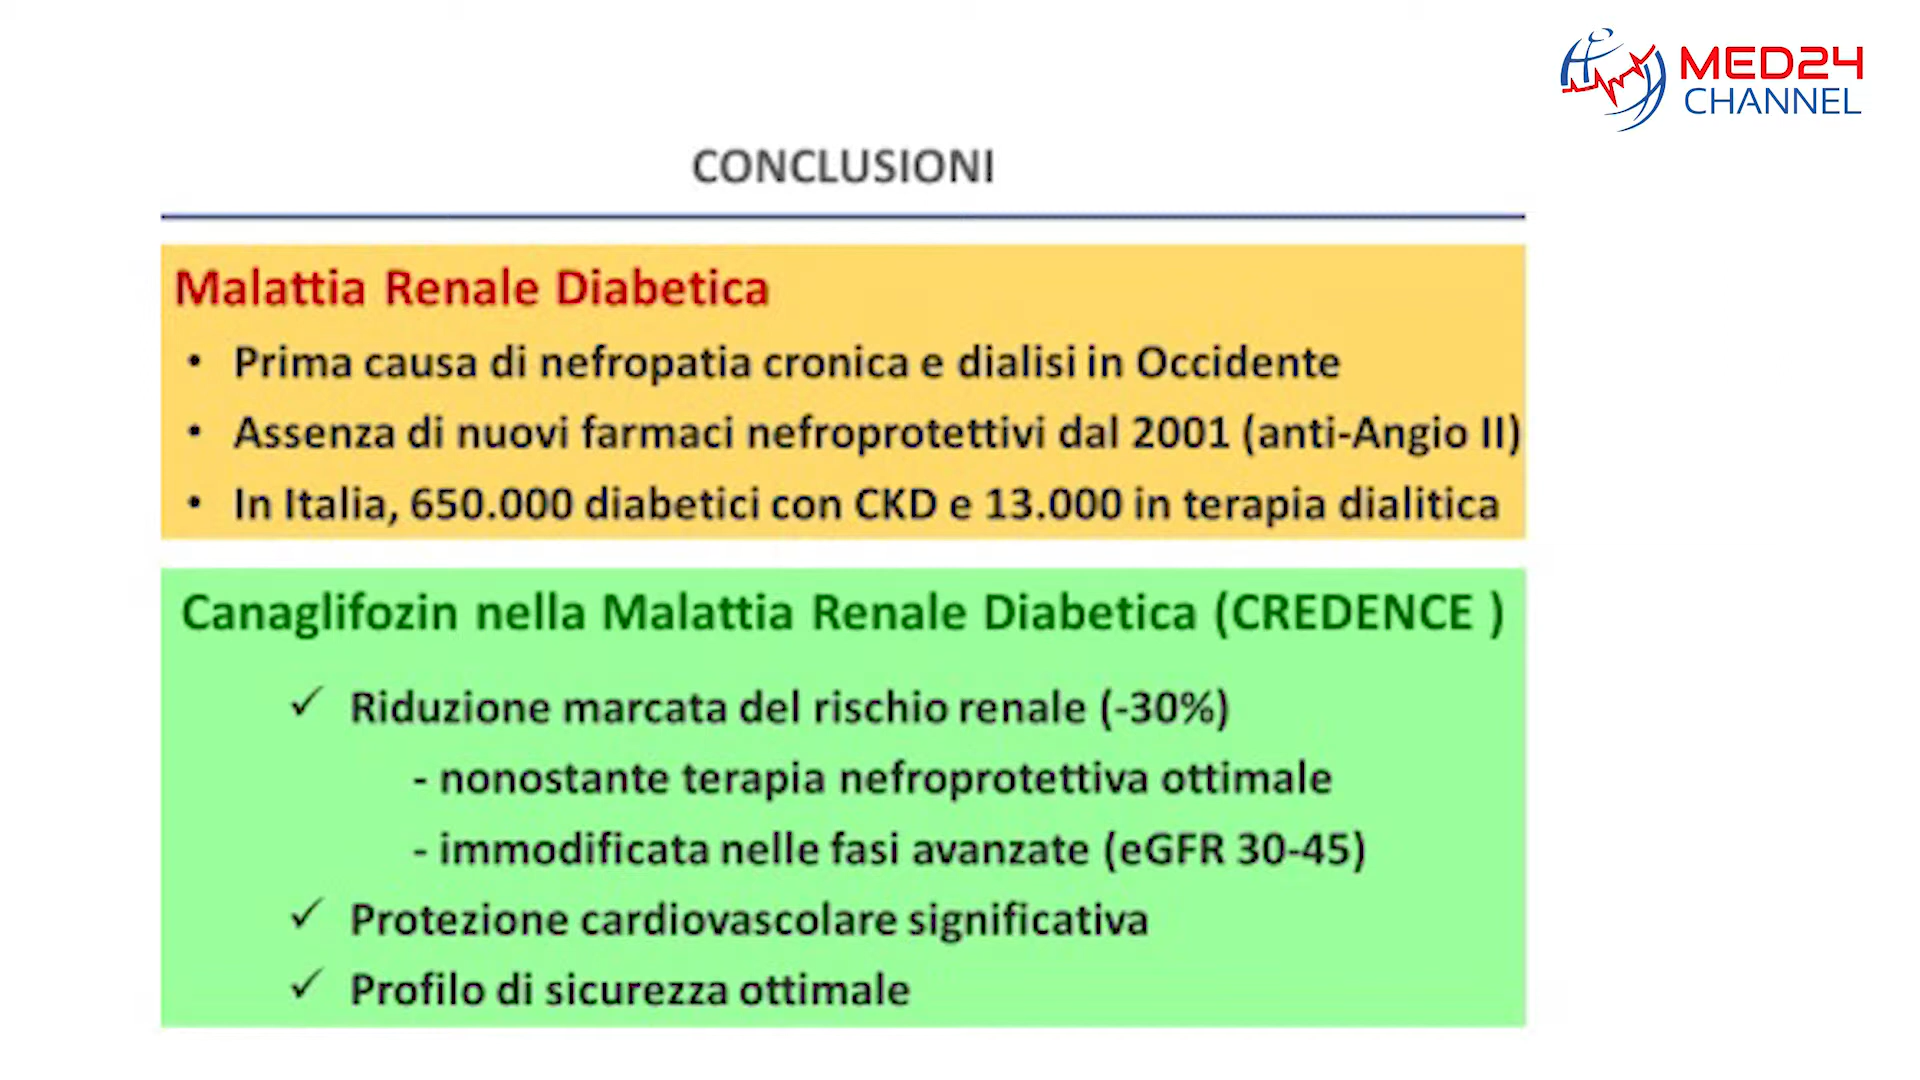 MED24
CHANNEL
CONCLUSIONI
Malattia Renale Diabetica
• Prima causa di nefropatia cronica e dialisi in Occidente
• Assenza di nuovi farmaci nefroprotettivi dal 2001 (anti-Angio II)
• In Italia, 650.000 diabetici con CKD e 13.000 in terapia dialitica
Canaglifozin nella Malattia Renale Diabetica (CREDENCE )
✓ Riduzione marcata del rischio renale (-30%)
- nonostante terapia nefroprotettiva ottimale
- immodificata nelle fasi avanzate (eGFR 30-45)
✓ Protezione cardiovascolare significativa
✓ Profilo di sicurezza ottimale